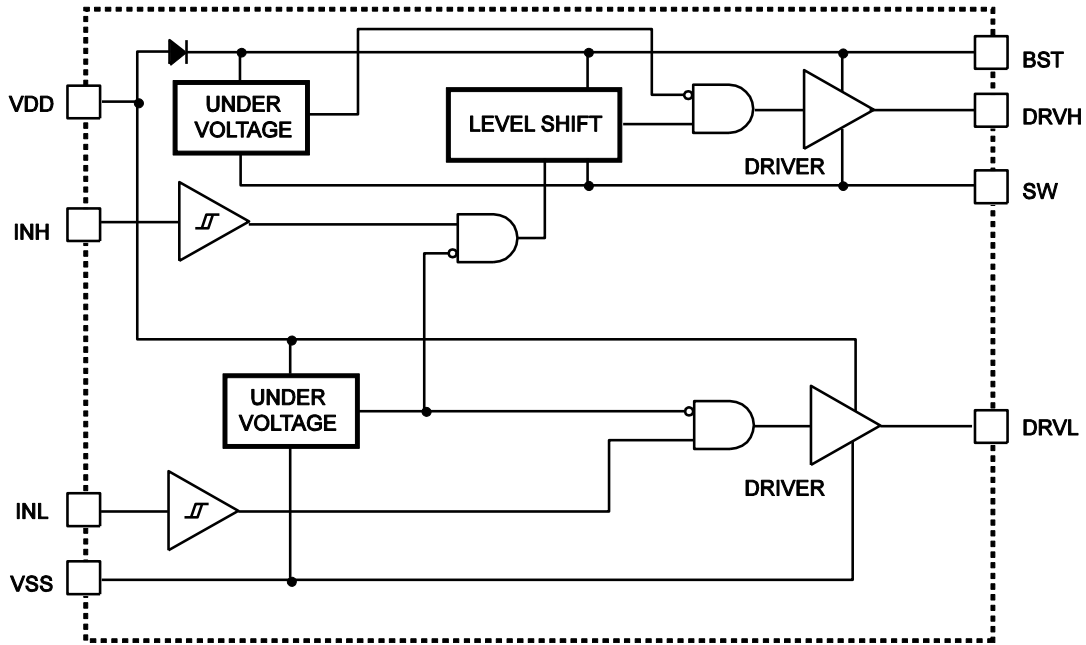 BST
VDD
UNDER
VOLTAGE
LEVEL SHIFT
DRVH
DRIVER
SW
INH
UNDER
VOLTAGE
DRVL
DRIVER
INL
VSS